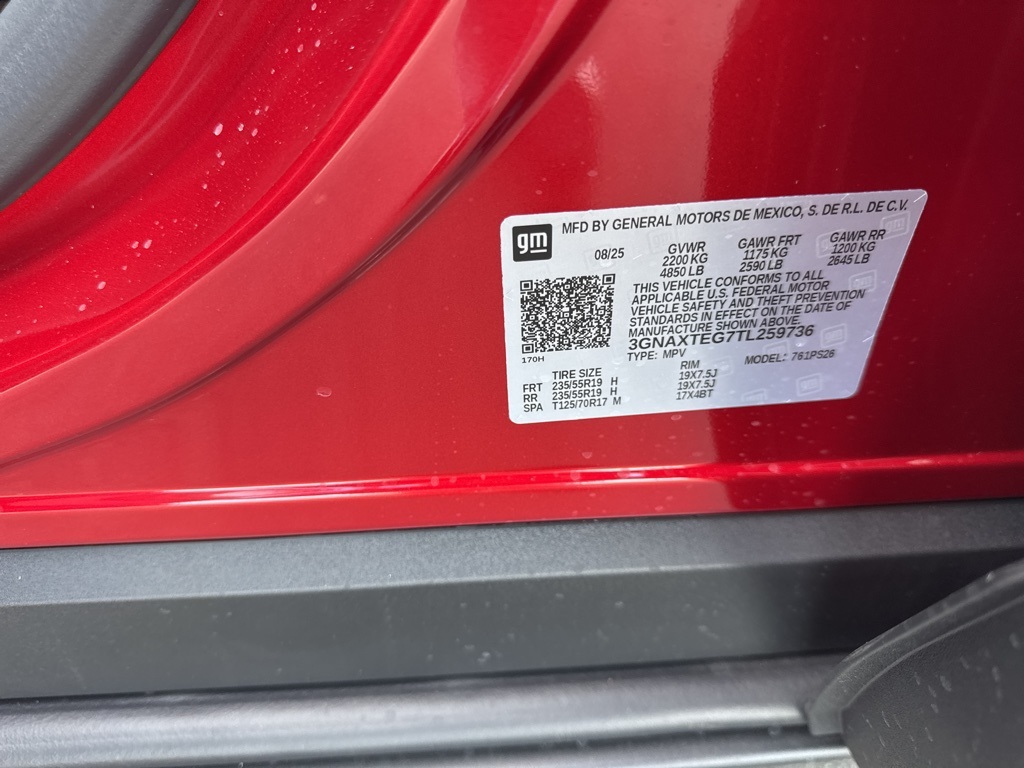 gm MFD BY GENERAL MOTORS DE MEXICO, S. DE R.L. DE C.V.
08/25 GVWR GAWR FRT GAWR RR
2200 KG 1175 KG 1200 KG
4850 LB 2590 LB 2645 LB
THIS VEHICLE CONFORMS TO ALL
APPLICABLE U.S. FEDERAL MOTOR
VEHICLE SAFETY AND THEFT PREVENTION
STANDARDS IN EFFECT ON THE DATE OF
MANUFACTURE SHOWN ABOVE.
3GNAXTEG7TL259736
170H TYPE: MPV MODEL: 761PS26
TIRE SIZE RIM
FRT 235/55R19 H 19X7.5J
RR 235/55R19 H 19X7.5J
SPA T125/70R17 M 17X4BT